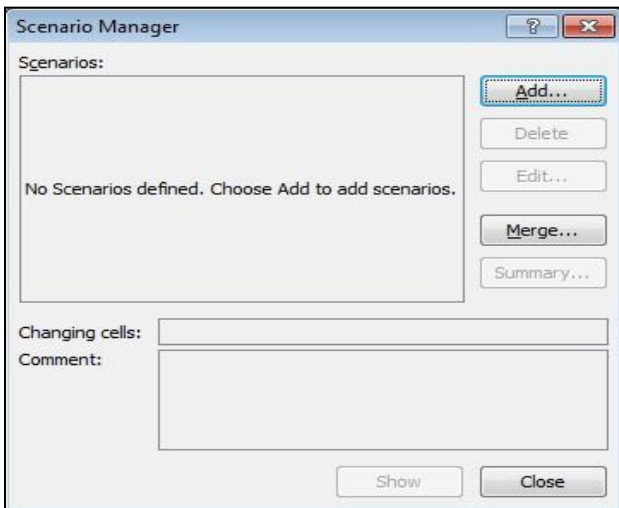 Scenario Manager
?
Scenarios:
Add...
Delete
Edit...
No Scenarios defined. Choose Add to add scenarios.
Merge...
Summary...
Changing cells:
Comment:
Show
Close